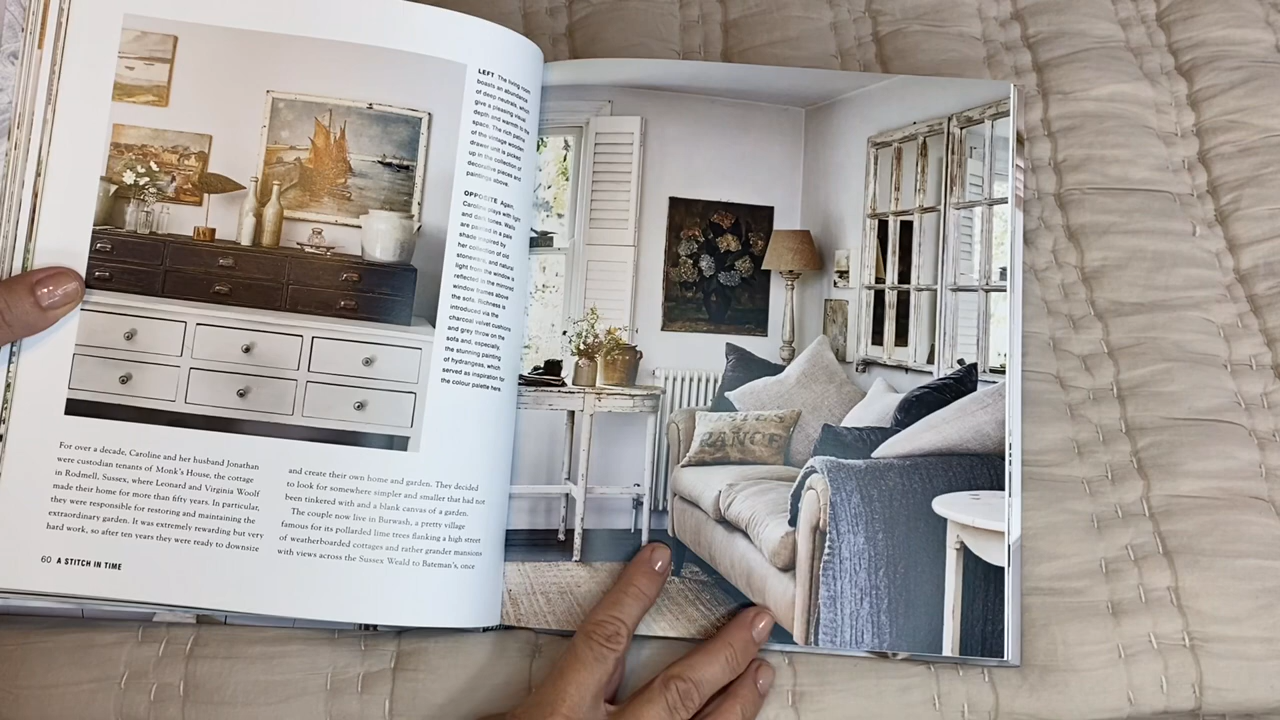 LEFT The living room
boasts an abundance
of deep neutrals, which
give a pleasing visual
depth and warmth to the
space. The rich patina
of the vintage wooden
drawer unit is picked
up in the collection of
decorative pieces and
paintings above.
OPPOSITE Again,
Caroline plays with light
and dark tones. Walls
are painted in a pale
shade inspired by
her collection of old
stoneware, and natural
light from the window is
reflected in the mirrored
window frames above
the sofa. Richness is
introduced via the
charcoal velvet cushions
and grey throw on the
sofa and, especially,
the stunning painting
of hydrangeas, which
served as inspiration for
the colour palette here.
For over a decade, Caroline and her husband Jonathan
were custodian tenants of Monk's House, the cottage
in Rodmell, Sussex, where Leonard and Virginia Woolf
made their home for more than fifty years. In particular,
they were responsible for restoring and maintaining the
extraordinary garden. It was extremely rewarding but very
hard work, so after ten years they were ready to downsize
and create their own home and garden. They decided
to look for somewhere simpler and smaller that had not
been tinkered with and a blank canvas of a garden.
The couple now live in Burwash, a pretty village
famous for its pollarded lime trees flanking a high street
of weatherboarded cottages and rather grander mansions
with views across the Sussex Weald to Bateman's, once
60 A STITCH IN TIME
RANCE